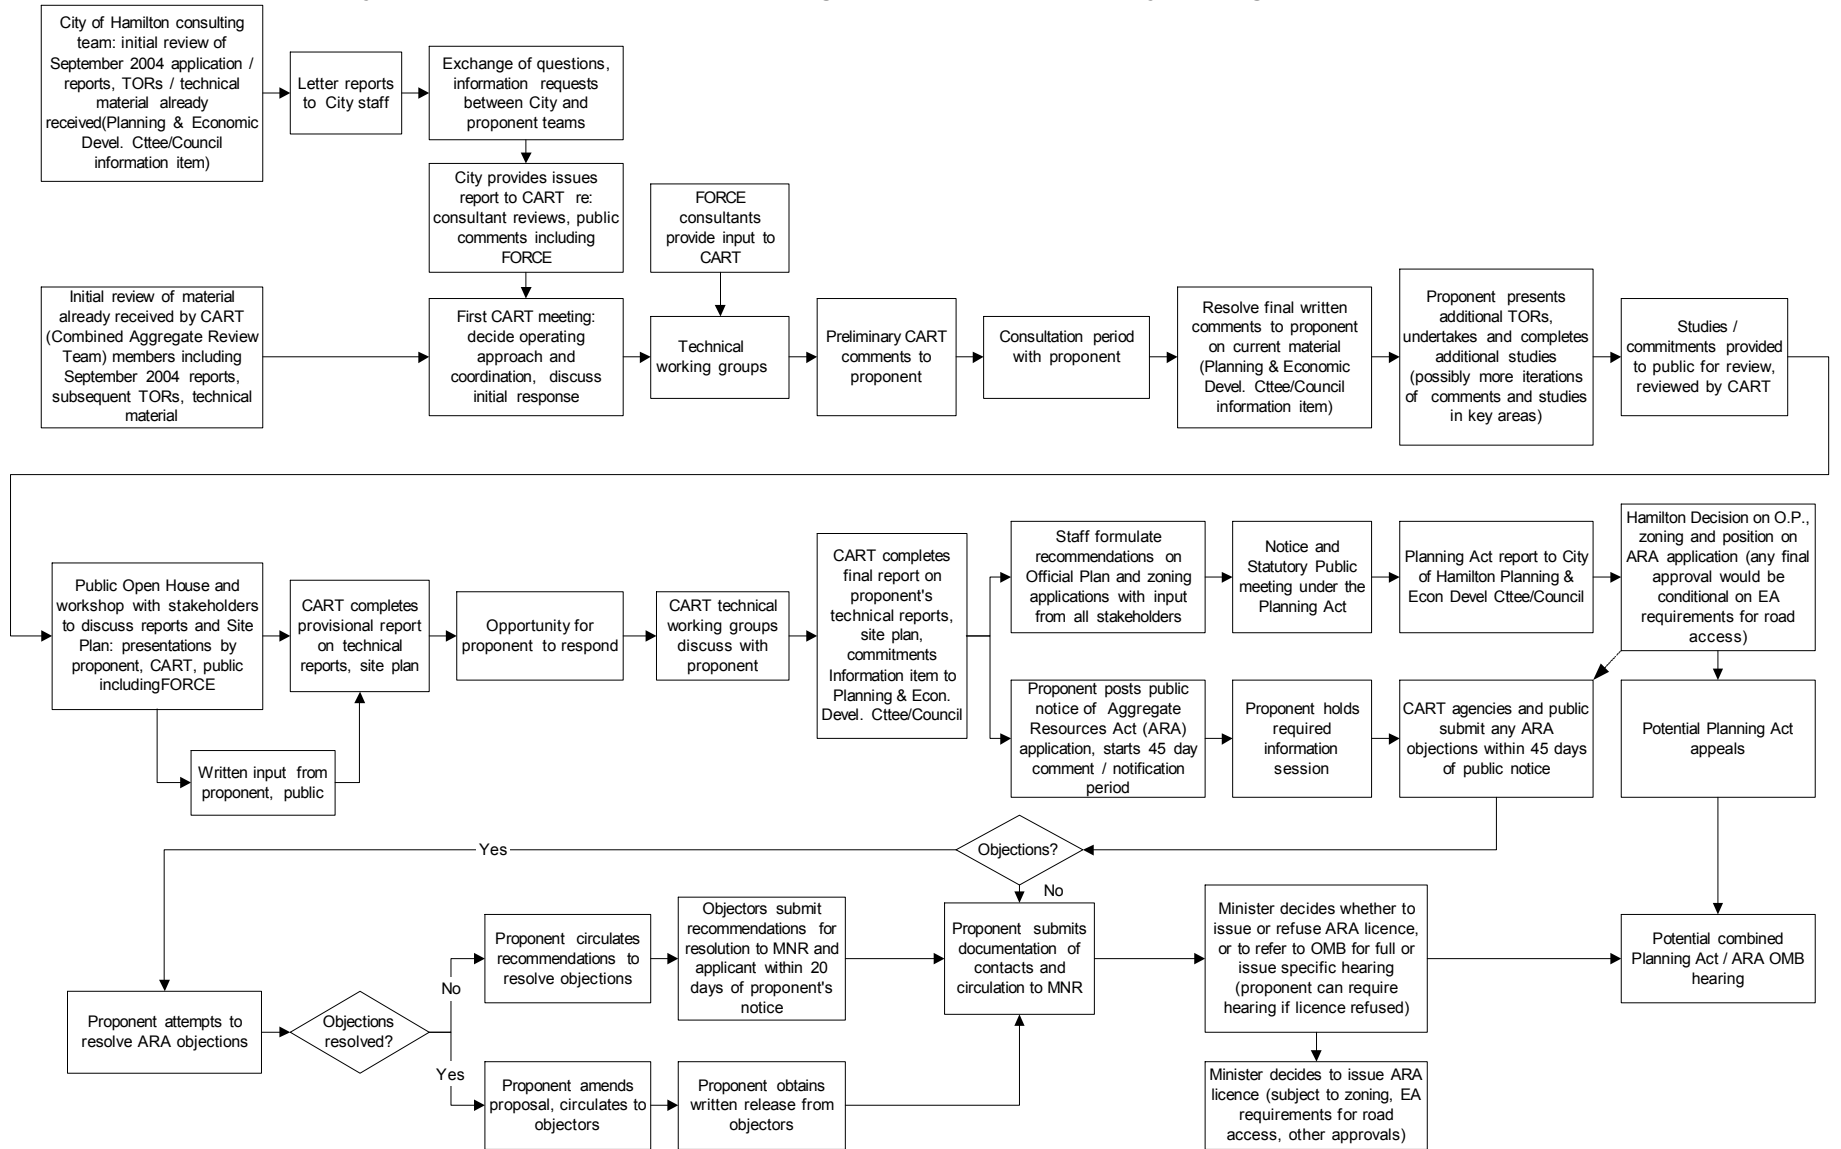 City of Hamilton consulting
team: initial review of
September 2004 application /
reports, TORs / technical
material already
received(Planning & Economic
Devel. Cttee/Council
information item)
Letter reports
to City staff
Exchange of questions,
information requests
between City and
proponent teams
City provides issues
report to CART re:
consultant reviews, public
comments including
FORCE
FORCE
consultants
provide input to
CART
Initial review of material
already received by CART
(Combined Aggregate Review
Team) members including
September 2004 reports,
subsequent TORs, technical
material
First CART meeting:
decide operating
approach and
coordination, discuss
initial response
Technical
working groups
Preliminary CART
comments to
proponent
Consultation period
with proponent
Resolve final written
comments to proponent
on current material
(Planning & Economic
Devel. Cttee/Council
information item)
Proponent presents
additional TORs,
undertakes and completes
additional studies
(possibly more iterations
of comments and studies
in key areas)
Studies /
commitments provided
to public for review,
reviewed by CART
Public Open House and
workshop with stakeholders
to discuss reports and Site
Plan: presentations by
proponent, CART, public
includingFORCE
Written input from
proponent, public
CART completes
provisional report
on technical
reports, site plan
Opportunity for
proponent to respond
CART technical
working groups
discuss with
proponent
CART completes
final report on
proponent's
technical reports,
site plan,
commitments
Information item to
Planning & Econ.
Devel. Cttee/Council
Staff formulate
recommendations on
Official Plan and zoning
applications with input
from all stakeholders
Notice and
Statutory Public
meeting under the
Planning Act
Planning Act report to City
of Hamilton Planning &
Econ Devel Cttee/Council
Hamilton Decision on O.P.,
zoning and position on
ARA application (any final
approval would be
conditional on EA
requirements for road
access)
Proponent posts public
notice of Aggregate
Resources Act (ARA)
application, starts 45 day
comment / notification
period
Proponent holds
required
information
session
CART agencies and public
submit any ARA
objections within 45 days
of public notice
Potential Planning Act
appeals
Objections?
Yes
No
Proponent attempts to
resolve ARA objections
Objections
resolved?
No
Yes
Proponent circulates
recommendations to
resolve objections
Objectors submit
recommendations for
resolution to MNR and
applicant within 20
days of proponent's
notice
Proponent amends
proposal, circulates to
objectors
Proponent obtains
written release from
objectors
Proponent submits
documentation of
contacts and
circulation to MNR
Minister decides whether to
issue or refuse ARA licence,
or to refer to OMB for full or
issue specific hearing
(proponent can require
hearing if licence refused)
Minister decides to issue ARA
licence (subject to zoning, EA
requirements for road
access, other approvals)
Potential combined
Planning Act / ARA OMB
hearing